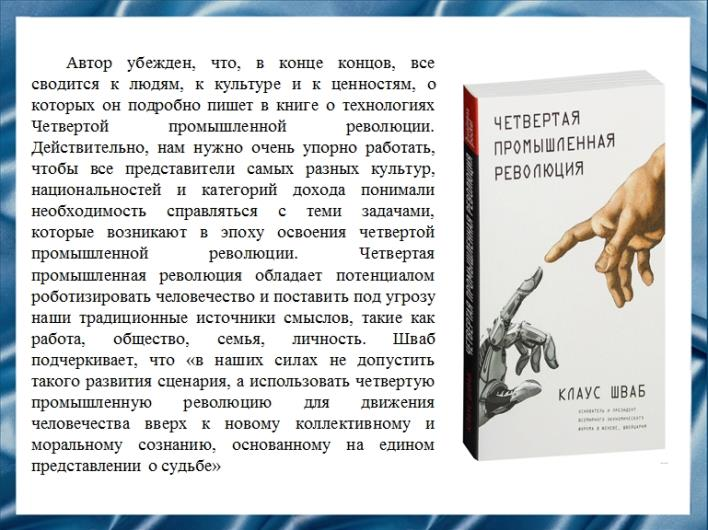 Автор убежден, что, в конце концов, все
сводится к людям, к культуре и к ценностям, о
которых он подробно пишет в книге о технологиях
Четвертой промышленной революции.
Действительно, нам нужно очень упорно работать,
чтобы все представители самых разных культур,
национальностей и категорий дохода понимали
необходимость справляться с теми задачами,
которые возникают в эпоху освоения четвертой
промышленной революции. Четвертая
промышленная революция обладает потенциалом
роботизировать человечество и поставить под угрозу
наши традиционные источники смыслов, такие как
работа, общество, семья, личность. Шваб
подчеркивает, что «в наших силах не допустить
такого развития сценария, а использовать четвертую
промышленную революцию для движения
человечества вверх к новому коллективному и
моральному сознанию, основанному на едином
представлении о судьбе»
ЧЕТВЕРТАЯ
ПРОМЫШЛЕННАЯ
РЕВОЛЮЦИЯ
КЛАУС ШВАБ
ОСНОВАТЕЛЬ И ПРЕЗИДЕНТ
ВСЕМИРНОГО ЭКОНОМИЧЕСКОГО
ФОРУМА В ЖЕНЕВЕ, ШВЕЙЦАРИЯ
ЧЕТВЕРТАЯ ПРОМЫШЛЕННАЯ РЕВОЛЮЦИЯ
КЛАУС ШВАБ